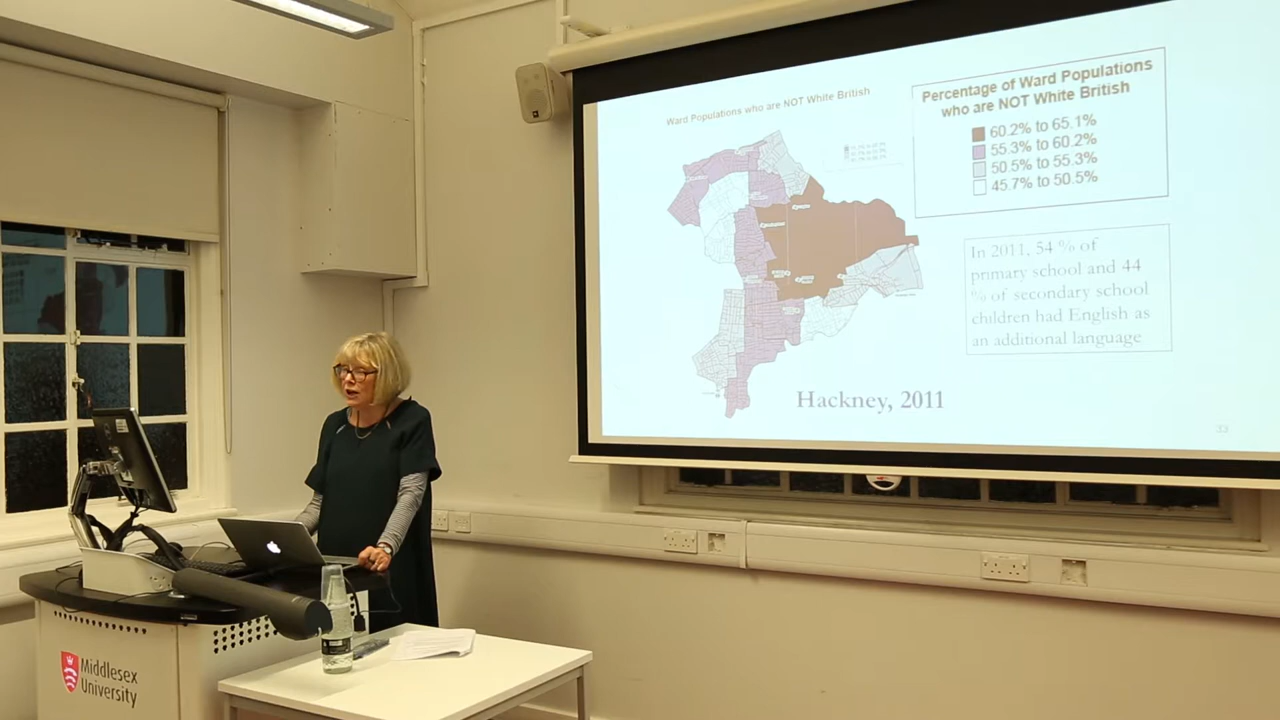 Ward Populations who are NOT White British
Percentage of Ward Populations
who are NOT White British
60.2% to 65.1%
55.3% to 60.2%
50.5% to 55.3%
45.7% to 50.5%
In 2011, 54 % of
primary school and 44
% of secondary school
children had English as
an additional language
Hackney, 2011
33
Middlesex
University